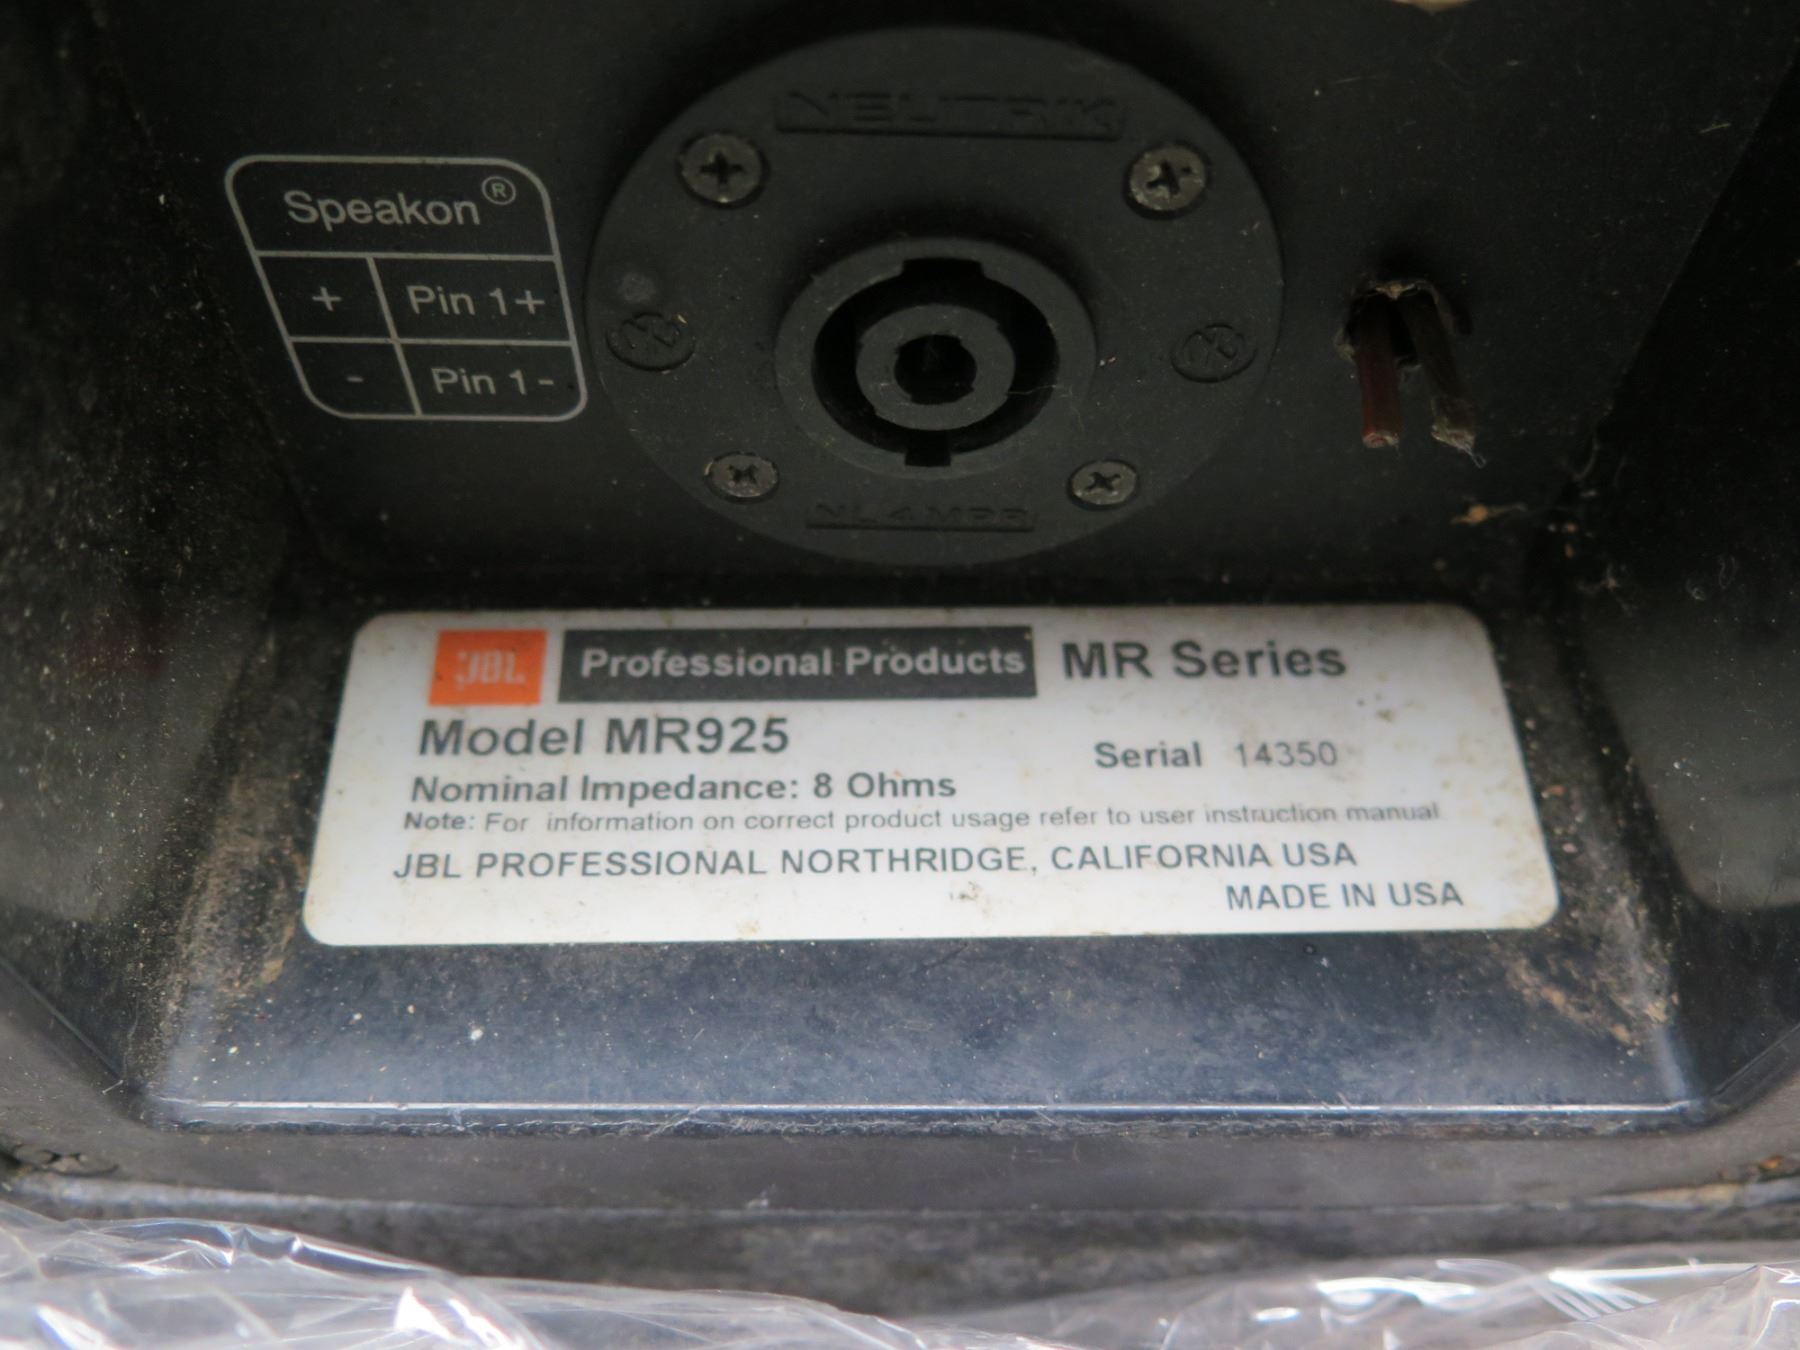 NEUTRIK
Speakon®
+ Pin 1+
- Pin 1-
NL4MPR
JBL Professional Products MR Series
Model MR925
Serial 14350
Nominal Impedance: 8 Ohms
Note: For information on correct product usage refer to user instruction manual
JBL PROFESSIONAL NORTHRIDGE, CALIFORNIA USA
MADE IN USA